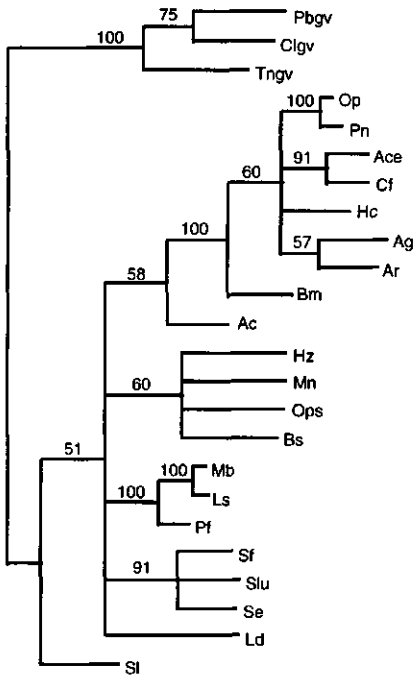 75
Pbgv
Clgv
100
Tngv
100
Op
Pn
91
Ace
60
Cf
Hc
100
57
Ag
Ar
58
Bm
Ac
Hz
60
Mn
Ops
Bs
51
100
Mb
Ls
100
Pf
Sf
91
Slu
Se
Ld
Sl